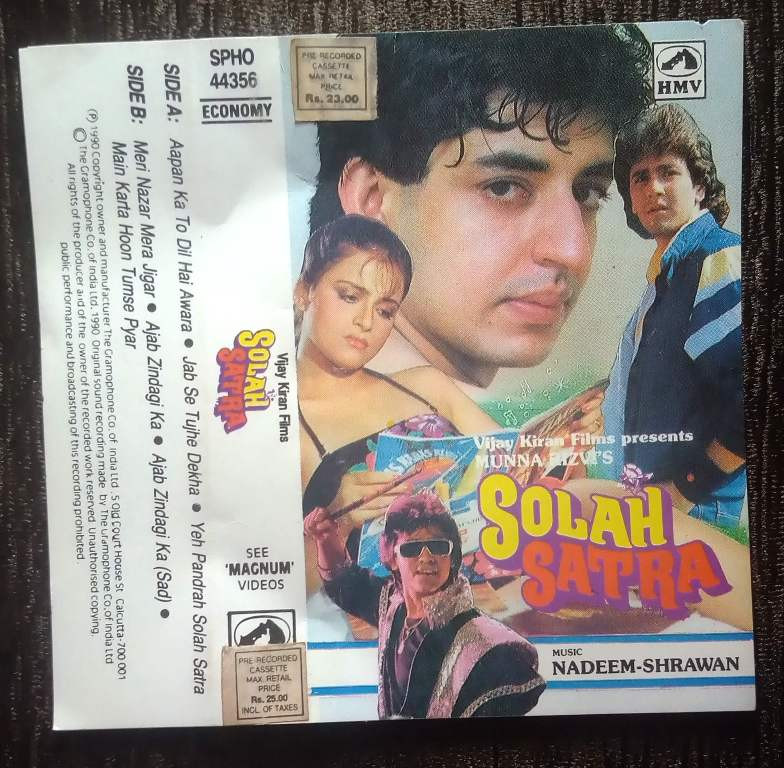 SPHO
44356
ECONOMY
SIDE A: Aapan Ka To Dil Hai Awara ● Jab Se Tujhe Dekha ● Yeh Pandrah Solah Satra
SIDE B: Meri Nazar Mera Jigar ● Ajab Zindagi Ka ● Ajab Zindagi Ka (Sad) ●
Main Karta Hoon Tumse Pyar
Ⓟ 1990 Copyright owner and manufacturer The Gramophone Co. of India Ltd. 5 Old Court House St. Calcutta-700 001
© The Gramophone Co. of India Ltd. 1990 Original sound recording made by The Gramophone Co. of India Ltd
All rights of the producer and of the owner of the recorded work reserved. Unauthorised copying,
public performance and broadcasting of this recording prohibited.
Vijay Kiran Films
SOLAH
SATRA
SEE
'MAGNUM'
VIDEOS
PRE-RECORDED
CASSETTE
MAX. RETAIL
PRICE
Rs. 25.00
INCL. OF TAXES
PRE-RECORDED
CASSETTE
MAX. RETAIL
PRICE
Rs. 23.00
HMV
Vijay Kiran Films presents
MUNNA RIZVI'S
SOLAH
SATRA
MUSIC
NADEEM-SHRAWAN